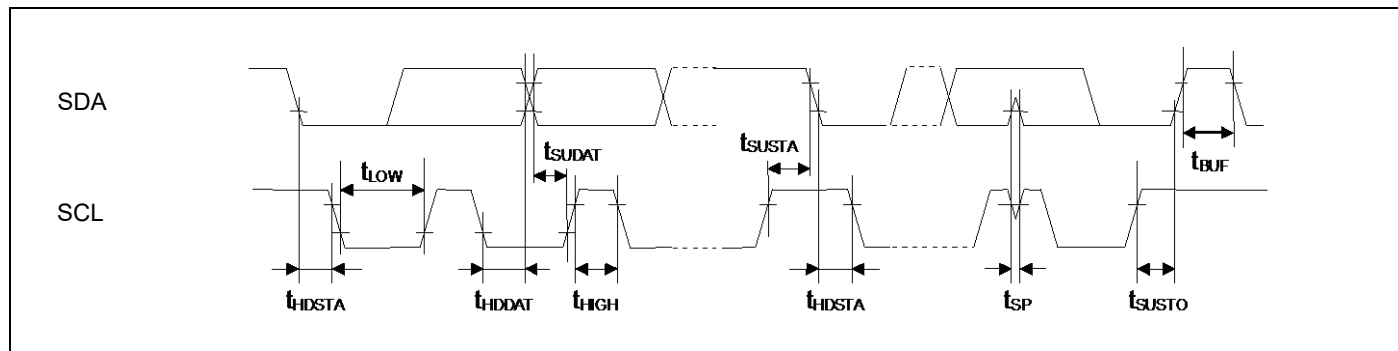 SDA
tSUSTA
tSUDAT
tBUF
tLOW
SCL
tHDSTA
tHDDAT
tHIGH
tHDSTA
tSP
tSUSTO